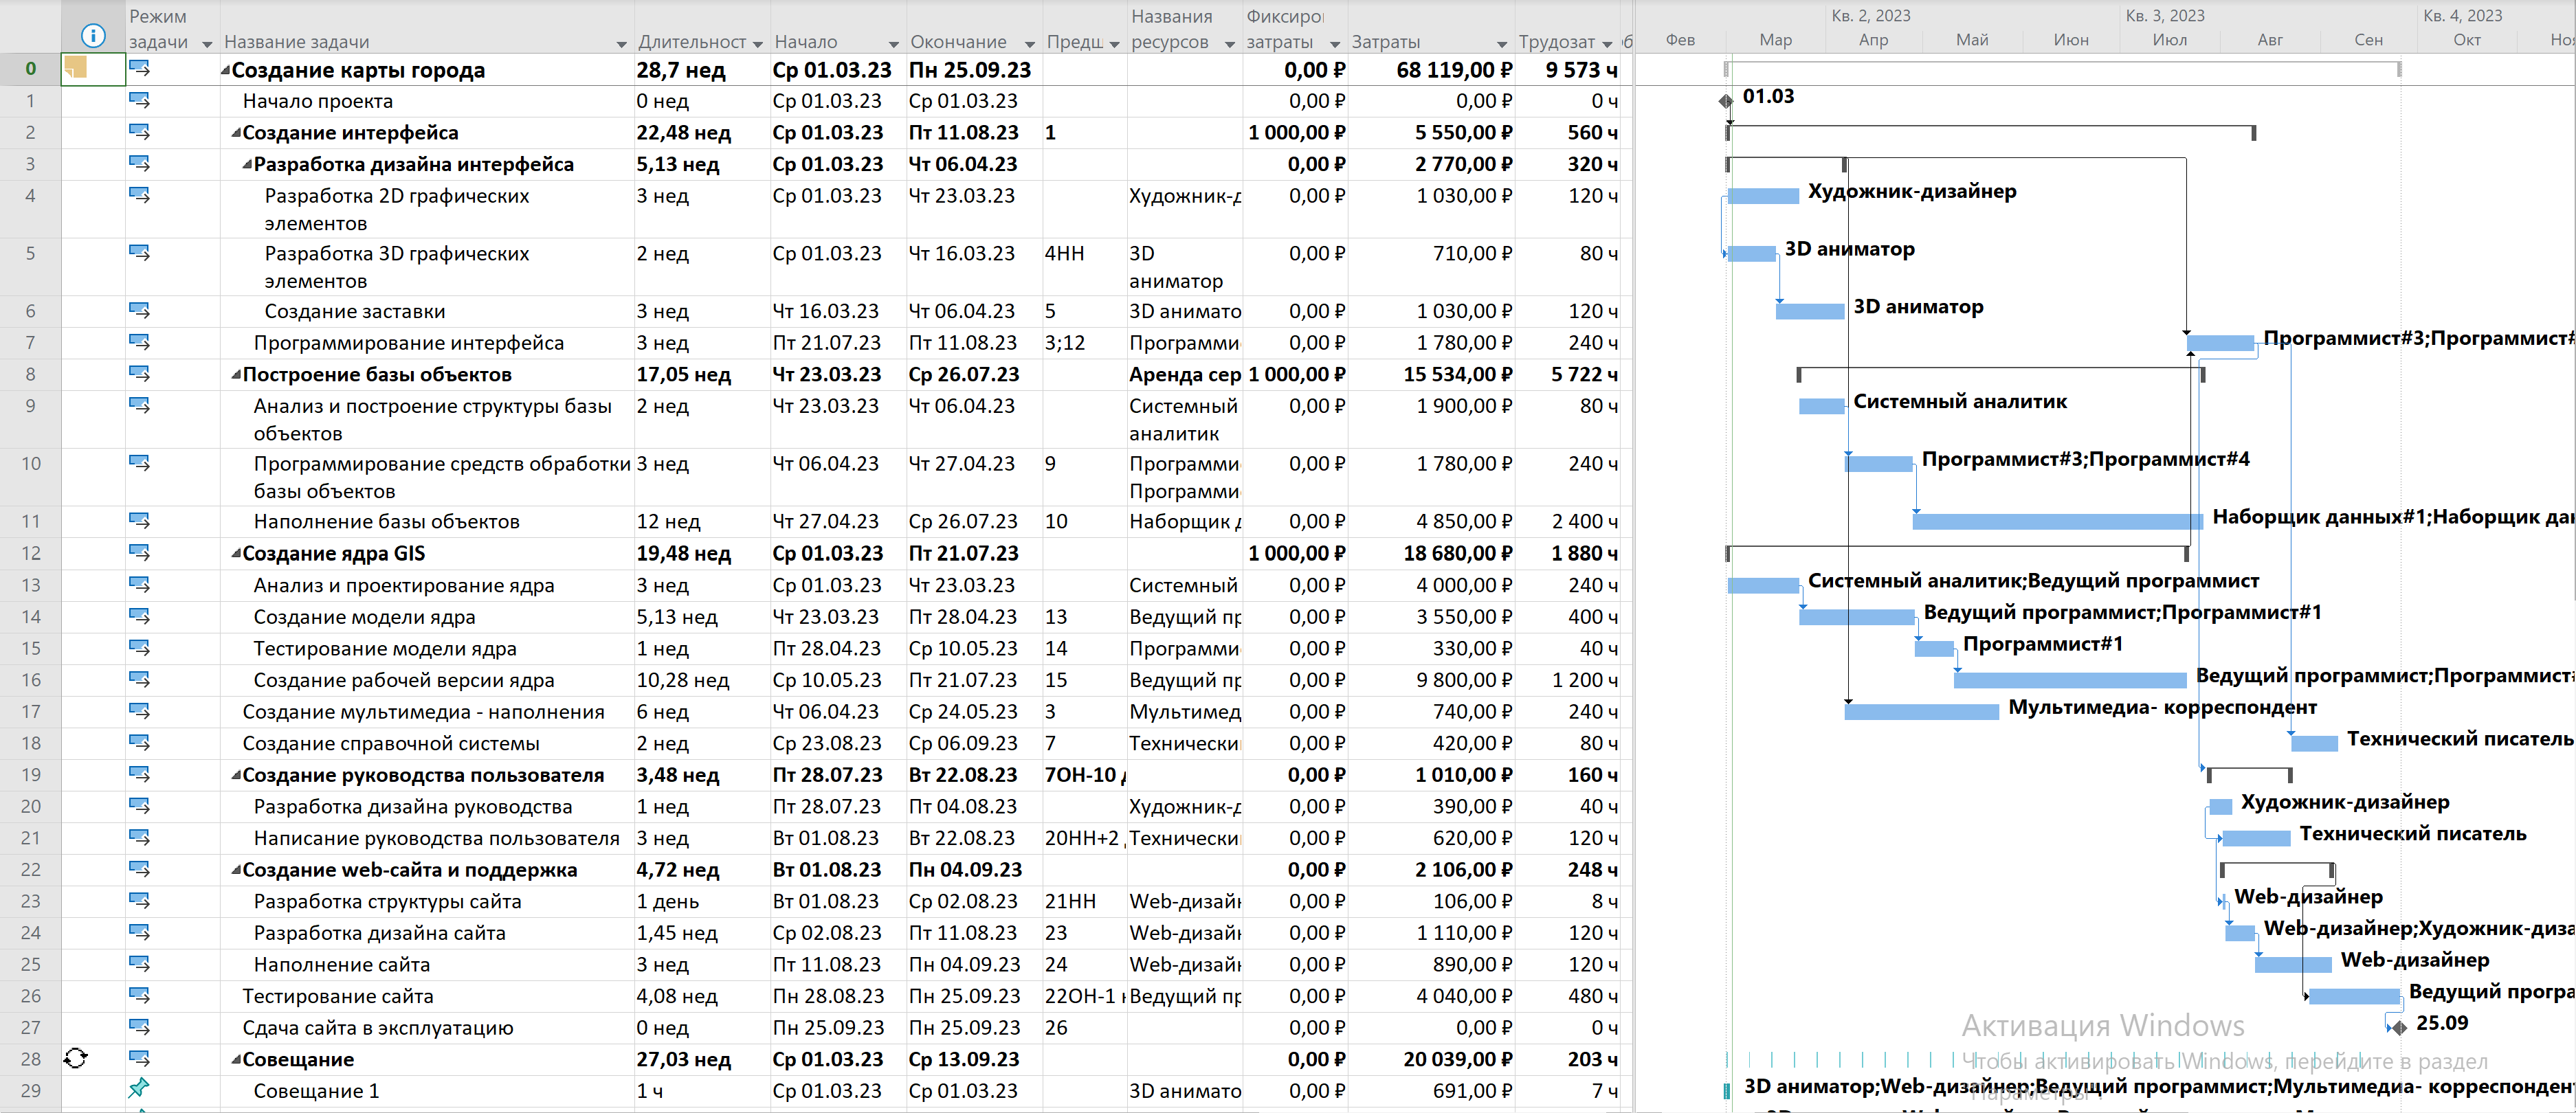 Режим задачи Название задачи Длительност Начало Окончание Предш Названия ресурсов Фиксиро затраты Затраты Трудозат
Кв. 2, 2023 Кв. 3, 2023 Кв. 4, 2023
Фев Мар Апр Май Июн Июл Авг Сен Окт Но
0 Создание карты города 28,7 нед Ср 01.03.23 Пн 25.09.23 0,00 ₽ 68 119,00 ₽ 9 573 ч
1 Начало проекта 0 нед Ср 01.03.23 Ср 01.03.23 0,00 ₽ 0,00 ₽ 0 ч 01.03
2 Создание интерфейса 22,48 нед Ср 01.03.23 Пт 11.08.23 1 1 000,00 ₽ 5 550,00 ₽ 560 ч
3 Разработка дизайна интерфейса 5,13 нед Ср 01.03.23 Чт 06.04.23 0,00 ₽ 2 770,00 ₽ 320 ч
4 Разработка 2D графических элементов 3 нед Ср 01.03.23 Чт 23.03.23 Художник-д 0,00 ₽ 1 030,00 ₽ 120 ч Художник-дизайнер
5 Разработка 3D графических элементов 2 нед Ср 01.03.23 Чт 16.03.23 4НН 3D аниматор 0,00 ₽ 710,00 ₽ 80 ч 3D аниматор
6 Создание заставки 3 нед Чт 16.03.23 Чт 06.04.23 5 3D анимато 0,00 ₽ 1 030,00 ₽ 120 ч 3D аниматор
7 Программирование интерфейса 3 нед Пт 21.07.23 Пт 11.08.23 3;12 Программи 0,00 ₽ 1 780,00 ₽ 240 ч Программист#3;Программист#
8 Построение базы объектов 17,05 нед Чт 23.03.23 Ср 26.07.23 Аренда сер 1 000,00 ₽ 15 534,00 ₽ 5 722 ч
9 Анализ и построение структуры базы объектов 2 нед Чт 23.03.23 Чт 06.04.23 Системный аналитик 0,00 ₽ 1 900,00 ₽ 80 ч Системный аналитик
10 Программирование средств обработки базы объектов 3 нед Чт 06.04.23 Чт 27.04.23 9 Программи Программи 0,00 ₽ 1 780,00 ₽ 240 ч Программист#3;Программист#4
11 Наполнение базы объектов 12 нед Чт 27.04.23 Ср 26.07.23 10 Наборщик д 0,00 ₽ 4 850,00 ₽ 2 400 ч Наборщик данных#1;Наборщик дан
12 Создание ядра GIS 19,48 нед Ср 01.03.23 Пт 21.07.23 1 000,00 ₽ 18 680,00 ₽ 1 880 ч
13 Анализ и проектирование ядра 3 нед Ср 01.03.23 Чт 23.03.23 Системный 0,00 ₽ 4 000,00 ₽ 240 ч Системный аналитик;Ведущий программист
14 Создание модели ядра 5,13 нед Чт 23.03.23 Пт 28.04.23 13 Ведущий пр 0,00 ₽ 3 550,00 ₽ 400 ч Ведущий программист;Программист#1
15 Тестирование модели ядра 1 нед Пт 28.04.23 Ср 10.05.23 14 Программи 0,00 ₽ 330,00 ₽ 40 ч Программист#1
16 Создание рабочей версии ядра 10,28 нед Ср 10.05.23 Пт 21.07.23 15 Ведущий пр 0,00 ₽ 9 800,00 ₽ 1 200 ч Ведущий программист;Программист#
17 Создание мультимедиа - наполнения 6 нед Чт 06.04.23 Ср 24.05.23 3 Мультимед 0,00 ₽ 740,00 ₽ 240 ч Мультимедиа- корреспондент
18 Создание справочной системы 2 нед Ср 23.08.23 Ср 06.09.23 7 Технически 0,00 ₽ 420,00 ₽ 80 ч Технический писатель
19 Создание руководства пользователя 3,48 нед Пт 28.07.23 Вт 22.08.23 7ОН-10 0,00 ₽ 1 010,00 ₽ 160 ч
20 Разработка дизайна руководства 1 нед Пт 28.07.23 Пт 04.08.23 Художник-д 0,00 ₽ 390,00 ₽ 40 ч Художник-дизайнер
21 Написание руководства пользователя 3 нед Вт 01.08.23 Вт 22.08.23 20НН+2 Технически 0,00 ₽ 620,00 ₽ 120 ч Технический писатель
22 Создание web-сайта и поддержка 4,72 нед Вт 01.08.23 Пн 04.09.23 0,00 ₽ 2 106,00 ₽ 248 ч
23 Разработка структуры сайта 1 день Вт 01.08.23 Ср 02.08.23 21НН Web-дизайн 0,00 ₽ 106,00 ₽ 8 ч Web-дизайнер
24 Разработка дизайна сайта 1,45 нед Ср 02.08.23 Пт 11.08.23 23 Web-дизайн 0,00 ₽ 1 110,00 ₽ 120 ч Web-дизайнер;Художник-диза
25 Наполнение сайта 3 нед Пт 11.08.23 Пн 04.09.23 24 Web-дизайн 0,00 ₽ 890,00 ₽ 120 ч Web-дизайнер
26 Тестирование сайта 4,08 нед Пн 28.08.23 Пн 25.09.23 22ОН-1 Ведущий пр 0,00 ₽ 4 040,00 ₽ 480 ч Ведущий програ
27 Сдача сайта в эксплуатацию 0 нед Пн 25.09.23 Пн 25.09.23 26 0,00 ₽ 0,00 ₽ 0 ч 25.09
Активация Windows
28 Совещание 27,03 нед Ср 01.03.23 Ср 13.09.23 0,00 ₽ 20 039,00 ₽ 203 ч
Чтобы активировать Windows, перейдите в раздел
29 Совещание 1 1 ч Ср 01.03.23 Ср 01.03.23 3D анимато 0,00 ₽ 691,00 ₽ 7 ч 3D аниматор;Web-дизайнер;Ведущий программист;Мультимедиа- корреспондент